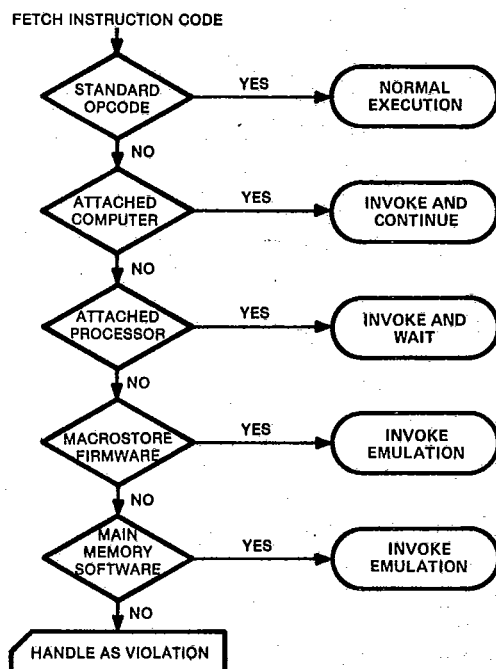 FETCH INSTRUCTION CODE
STANDARD
OPCODE
YES
NORMAL
EXECUTION
NO
ATTACHED
COMPUTER
YES
INVOKE AND
CONTINUE
NO
ATTACHED
PROCESSOR
YES
INVOKE AND
WAIT
NO
MACROSTORE
FIRMWARE
YES
INVOKE
EMULATION
NO
MAIN
MEMORY
SOFTWARE
YES
INVOKE
EMULATION
NO
HANDLE AS VIOLATION